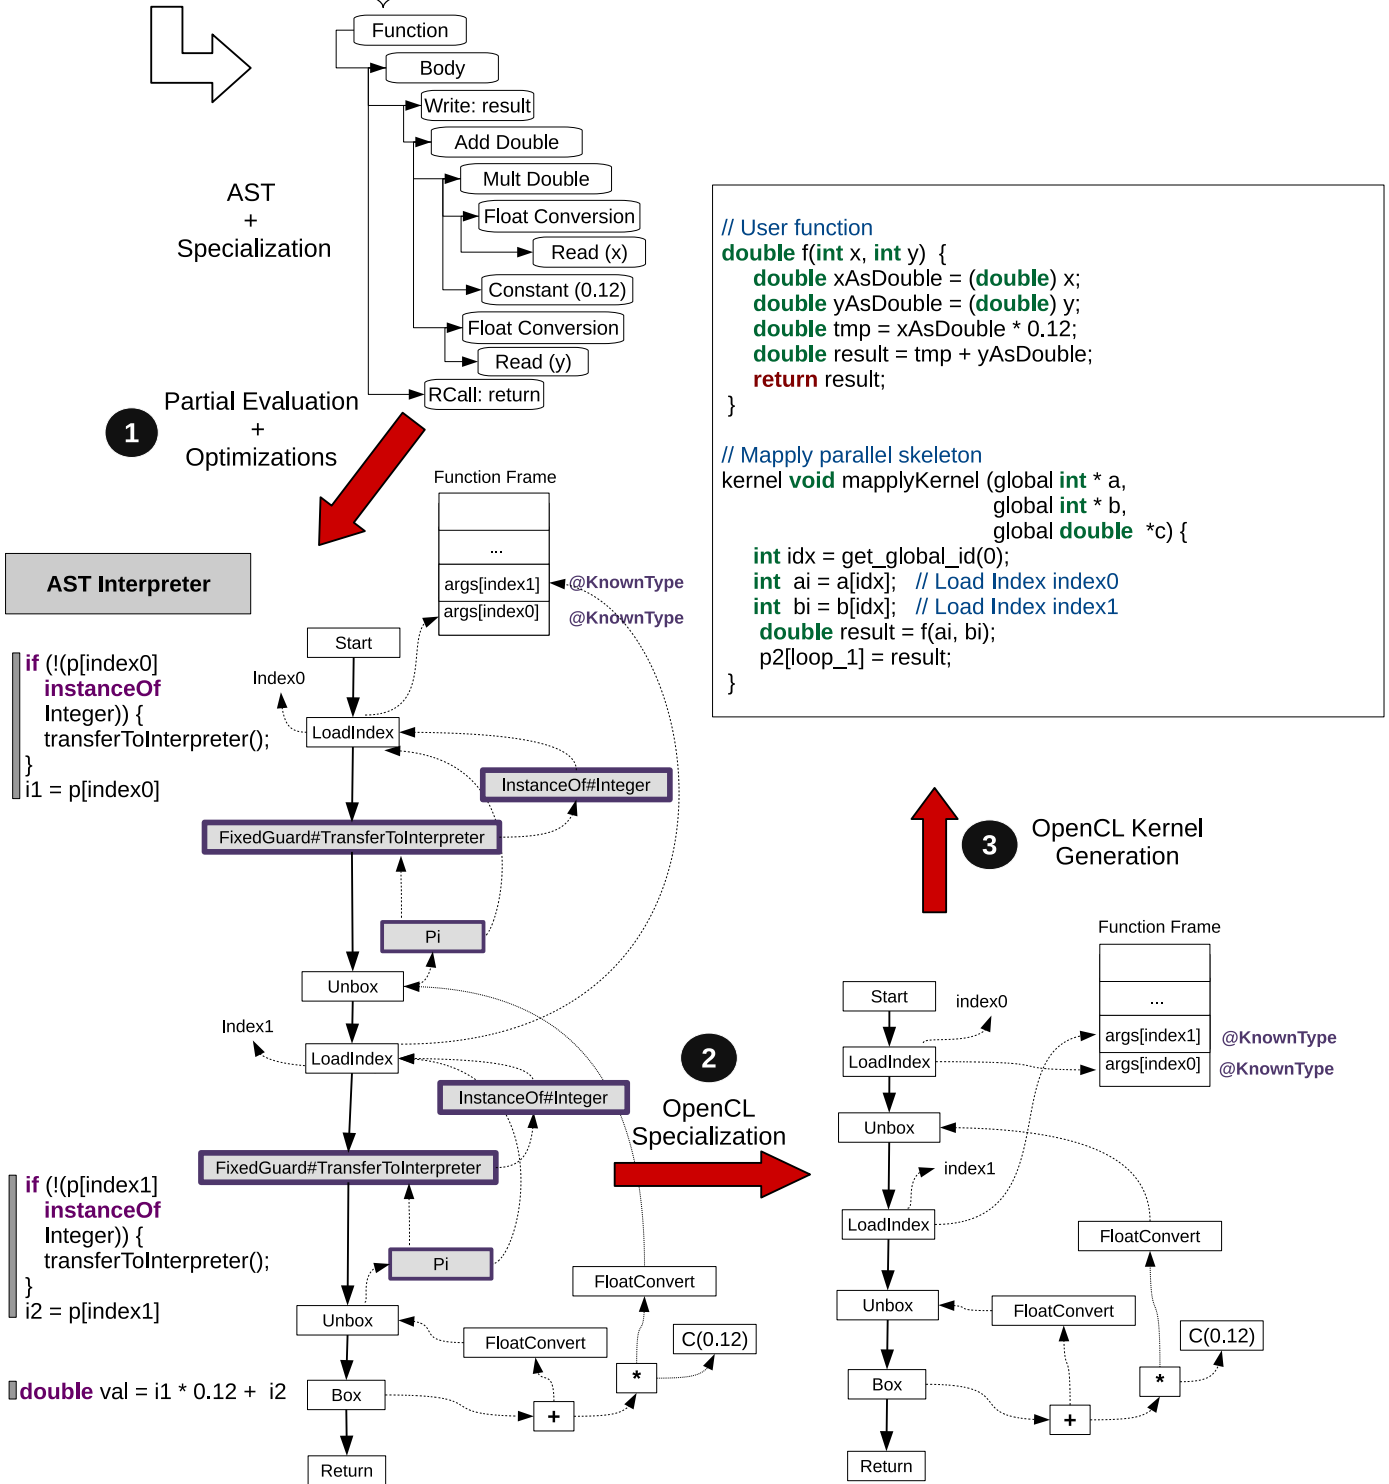 Function
Body
Write: result
Add Double
Mult Double
Float Conversion
Read (x)
Constant (0.12)
Float Conversion
Read (y)
RCall: return
AST
+
Specialization
1
Partial Evaluation
+
Optimizations
// User function
double f(int x, int y)  {
double xAsDouble = (double) x;
double yAsDouble = (double) y;
double tmp = xAsDouble * 0.12;
double result = tmp + yAsDouble;
return result;
}
// Mapply parallel skeleton
kernel void mapplyKernel (global int * a,
global int * b,
global double  *c) {
int idx = get_global_id(0);
int  ai = a[idx];   // Load Index index0
int  bi = b[idx];   // Load Index index1
double result = f(ai, bi);
p2[loop_1] = result;
}
Function Frame
...
args[index1] @KnownType
args[index0] @KnownType
AST Interpreter
if (!(p[index0]
instanceOf
Integer)) {
transferToInterpreter();
}
i1 = p[index0]
Start
Index0
LoadIndex
InstanceOf#Integer
FixedGuard#TransferToInterpreter
Pi
Unbox
Index1
LoadIndex
InstanceOf#Integer
FixedGuard#TransferToInterpreter
if (!(p[index1]
instanceOf
Integer)) {
transferToInterpreter();
}
i2 = p[index1]
Pi
FloatConvert
Unbox
FloatConvert
C(0.12)
*
double val = i1 * 0.12 +  i2
Box
+
Return
2
OpenCL
Specialization
3
OpenCL Kernel
Generation
Function Frame
...
args[index1] @KnownType
args[index0] @KnownType
Start
index0
LoadIndex
Unbox
index1
LoadIndex
FloatConvert
Unbox
FloatConvert
C(0.12)
*
Box
+
Return